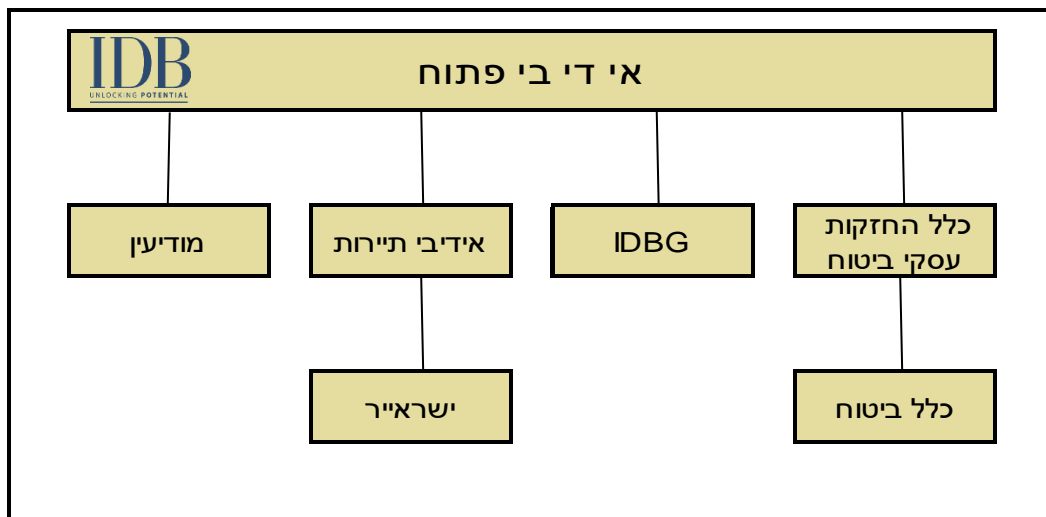 אי די בי פתוח
IDB
UNLOCKING POTENTIAL
כלל החזקות
עסקי ביטוח
IDBG
אידיבי תיירות
מודיעין
כלל ביטוח
ישראייר